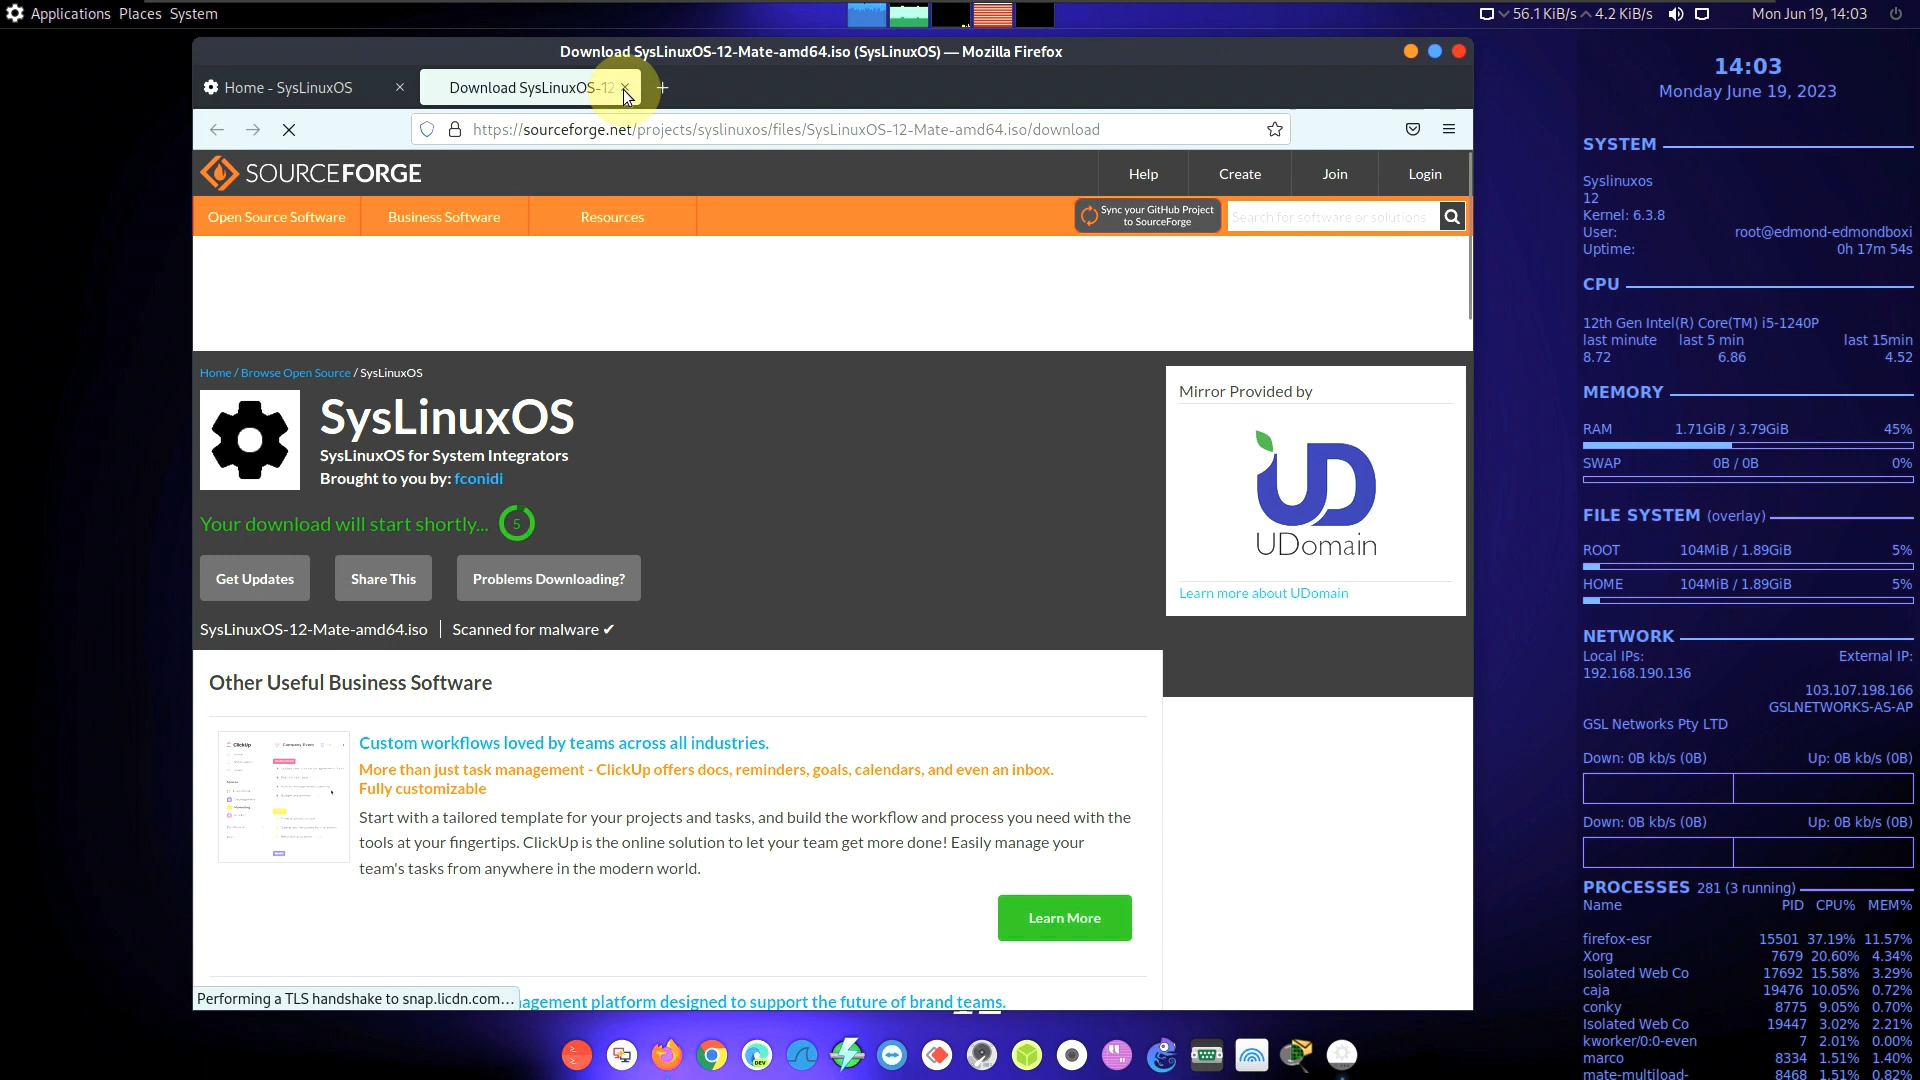 Applications Places System
56.1 KiB/s 4.2 KiB/s Mon Jun 19, 14:03
Download SysLinuxOS-12-Mate-amd64.iso (SysLinuxOS) — Mozilla Firefox
Home - SysLinuxOS
Download SysLinuxOS-12
https://sourceforge.net/projects/syslinuxos/files/SysLinuxOS-12-Mate-amd64.iso/download
SOURCEFORGE
Help Create Join Login
Open Source Software Business Software Resources
Sync your GitHub Project
to SourceForge
Search for software or solutions
Home / Browse Open Source / SysLinuxOS
SysLinuxOS
SysLinuxOS for System Integrators
Brought to you by: fconidi
Your download will start shortly... 5
Get Updates Share This Problems Downloading?
SysLinuxOS-12-Mate-amd64.iso Scanned for malware ✔
Mirror Provided by
UD
UDomain
Learn more about UDomain
Other Useful Business Software
ClickUp
Custom workflows loved by teams across all industries.
More than just task management - ClickUp offers docs, reminders, goals, calendars, and even an inbox.
Fully customizable
Start with a tailored template for your projects and tasks, and build the workflow and process you need with the
tools at your fingertips. ClickUp is the online solution to let your team get more done! Easily manage your
team's tasks from anywhere in the modern world.
Learn More
Performing a TLS handshake to snap.licdn.com…
agement platform designed to support the future of brand teams.
14:03
Monday June 19, 2023
SYSTEM
Syslinuxos
12
Kernel: 6.3.8
User: root@edmond-edmondboxi
Uptime: 0h 17m 54s
CPU
12th Gen Intel(R) Core(TM) i5-1240P
last minute last 5 min last 15min
8.72 6.86 4.52
MEMORY
RAM 1.71GiB / 3.79GiB 45%
SWAP 0B / 0B 0%
FILE SYSTEM (overlay)
ROOT 104MiB / 1.89GiB 5%
HOME 104MiB / 1.89GiB 5%
NETWORK
Local IPs: External IP:
192.168.190.136
103.107.198.166
GSLNETWORKS-AS-AP
GSL Networks Pty LTD
Down: 0B kb/s (0B) Up: 0B kb/s (0B)
Down: 0B kb/s (0B) Up: 0B kb/s (0B)
PROCESSES 281 (3 running)
Name PID CPU% MEM%
firefox-esr 15501 37.19% 11.57%
Xorg 7679 20.60% 4.34%
Isolated Web Co 17692 15.58% 3.29%
caja 19476 10.05% 0.72%
conky 8775 9.05% 0.70%
Isolated Web Co 19447 3.02% 2.21%
kworker/0:0-even 7 2.01% 0.00%
marco 8334 1.51% 1.40%
mate-multiload- 8468 1.51% 0.82%
DEV